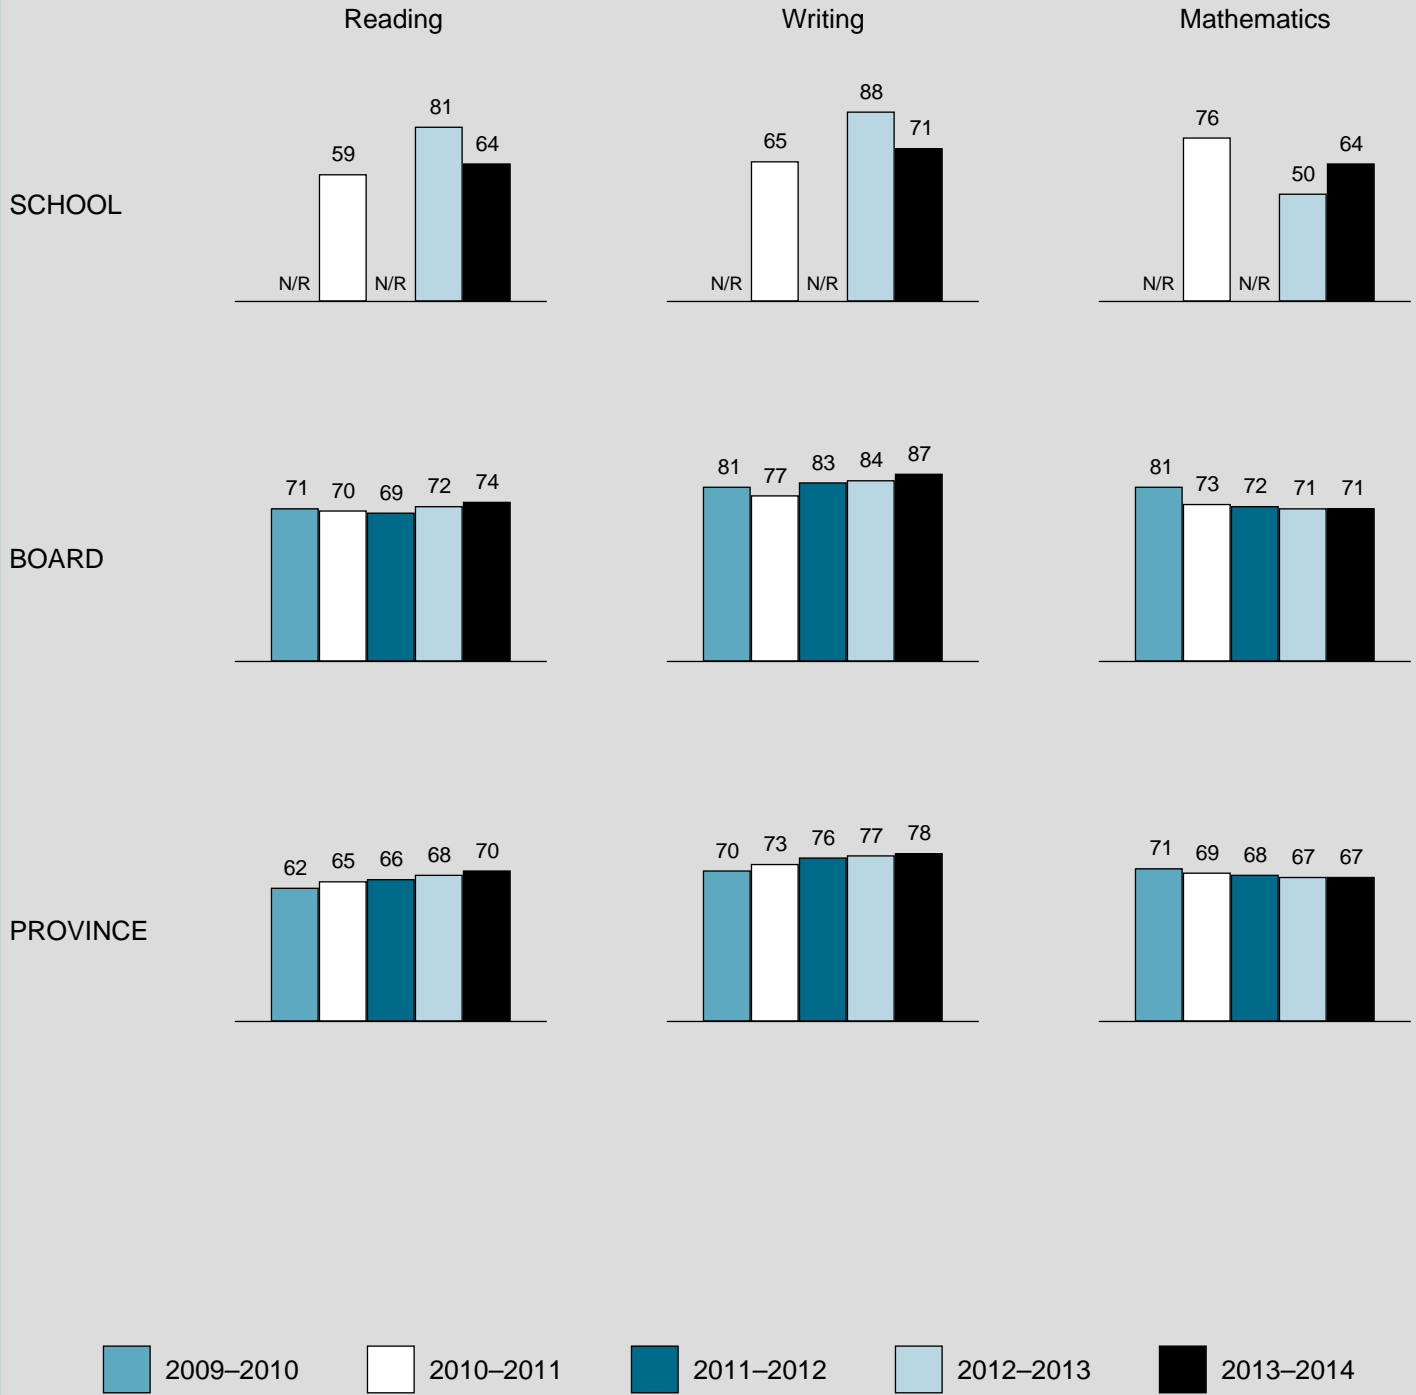 Reading Writing Mathematics
SCHOOL
N/R 59 N/R 81 64
N/R 65 N/R 88 71
N/R 76 N/R 50 64
BOARD
71 70 69 72 74
81 77 83 84 87
81 73 72 71 71
PROVINCE
62 65 66 68 70
70 73 76 77 78
71 69 68 67 67
2009–2010 2010–2011 2011–2012 2012–2013 2013–2014